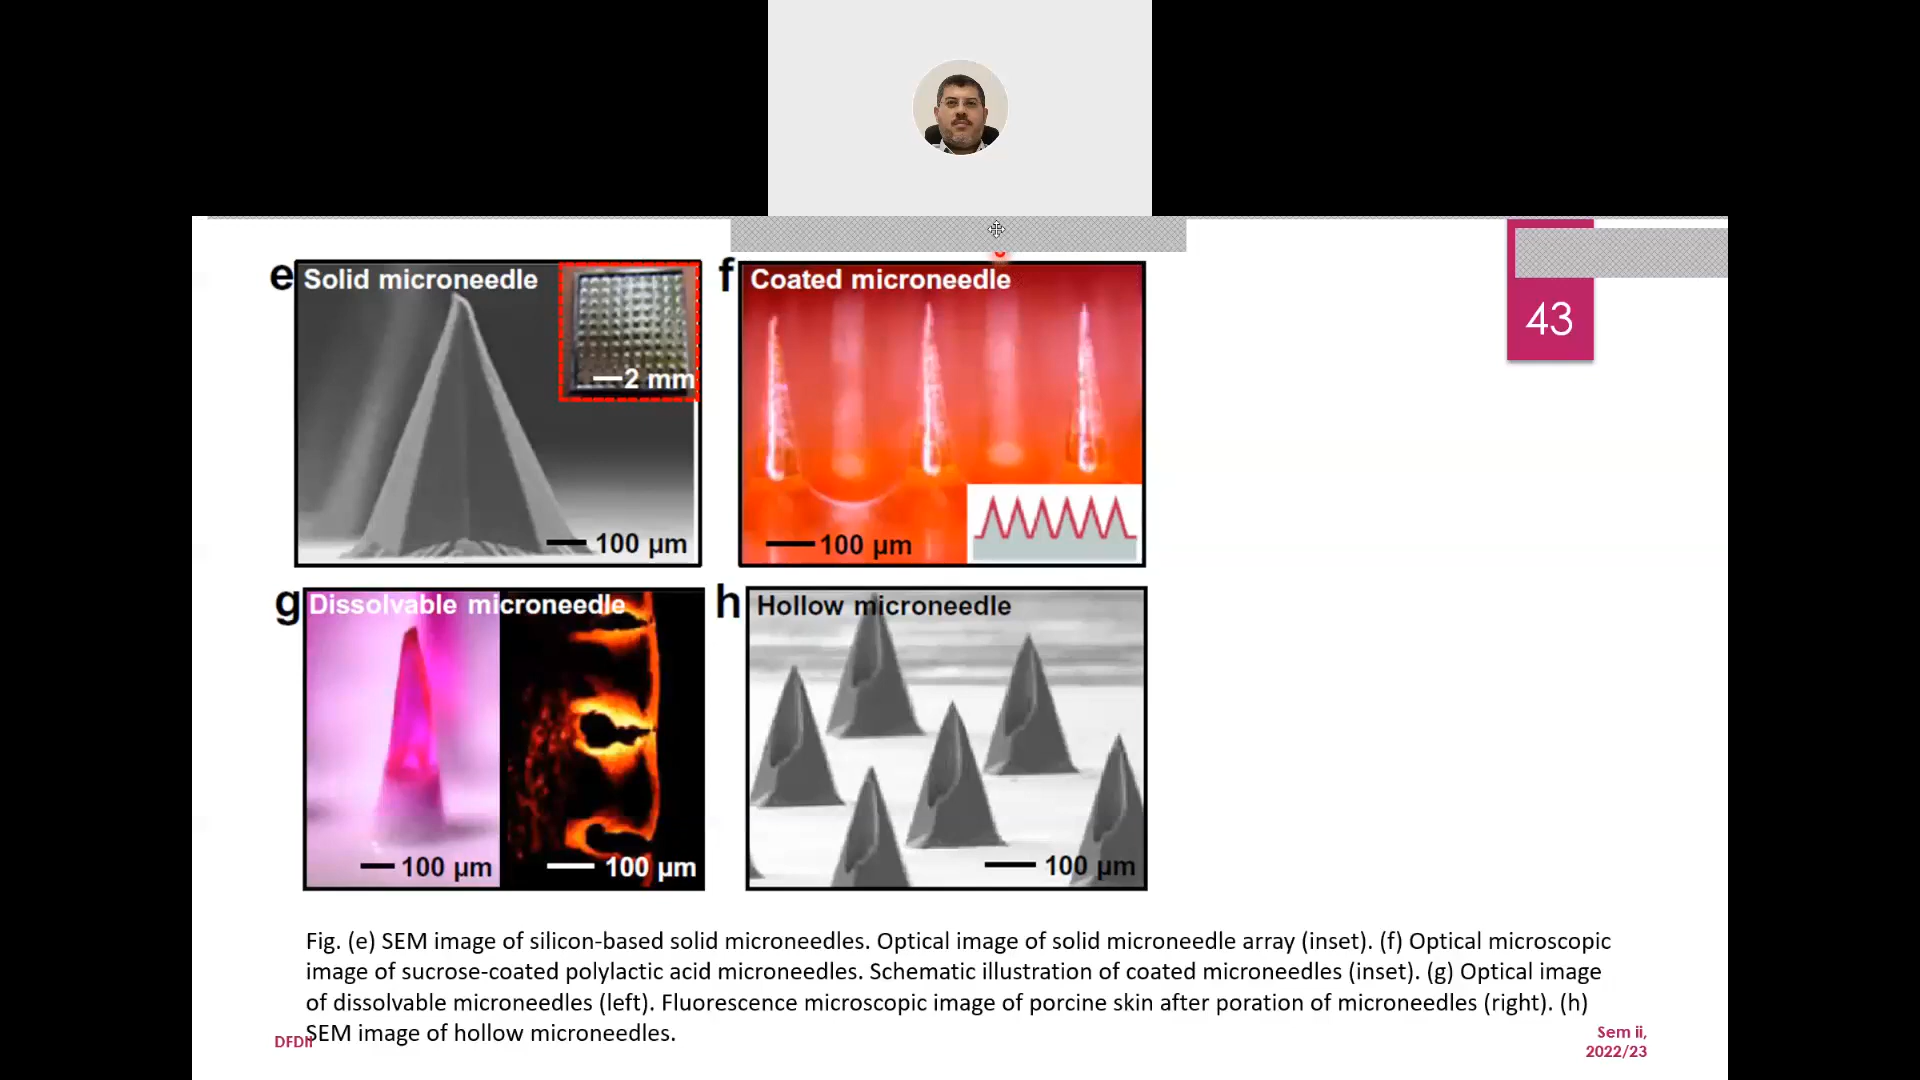 43
e
Solid microneedle
2 mm
100 µm
f
Coated microneedle
100 µm
g
Dissolvable microneedle
100 µm
100 µm
h
Hollow microneedle
100 µm
Fig. (e) SEM image of silicon-based solid microneedles. Optical image of solid microneedle array (inset). (f) Optical microscopic
image of sucrose-coated polylactic acid microneedles. Schematic illustration of coated microneedles (inset). (g) Optical image
of dissolvable microneedles (left). Fluorescence microscopic image of porcine skin after poration of microneedles (right). (h)
SEM image of hollow microneedles.
DFDII
Sem ii,
2022/23